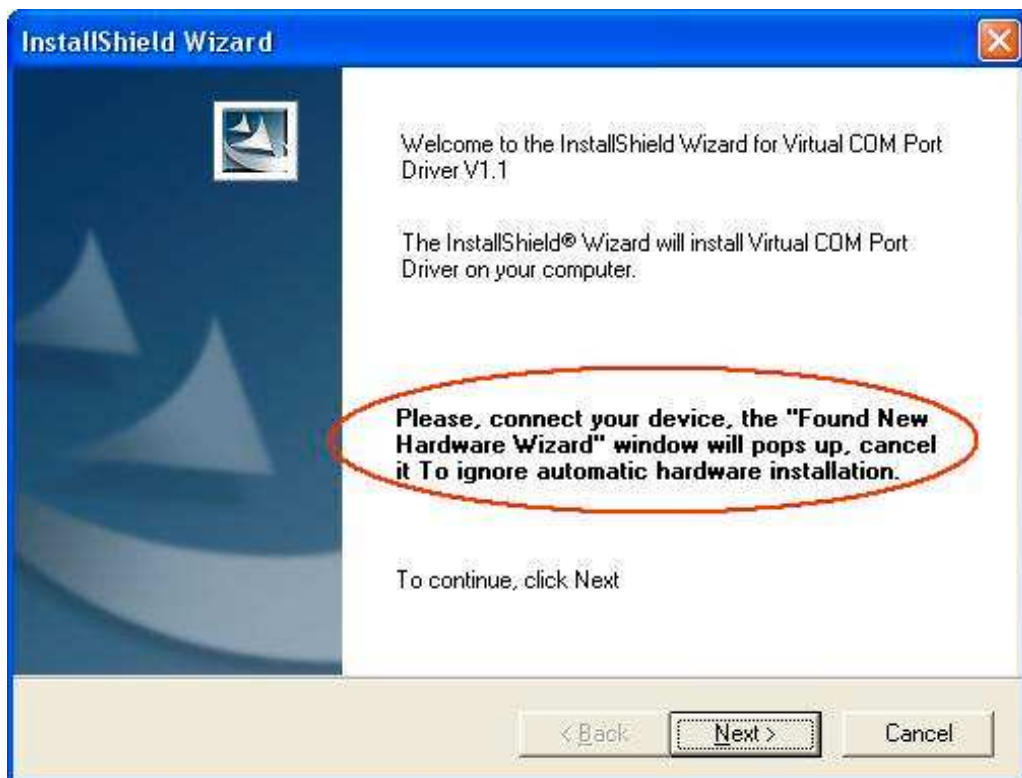 InstallShield Wizard
Welcome to the InstallShield Wizard for Virtual COM Port
Driver V1.1
The InstallShield® Wizard will install Virtual COM Port
Driver on your computer.
Please, connect your device, the "Found New
Hardware Wizard" window will pops up, cancel
it To ignore automatic hardware installation.
To continue, click Next
< Back
Next >
Cancel